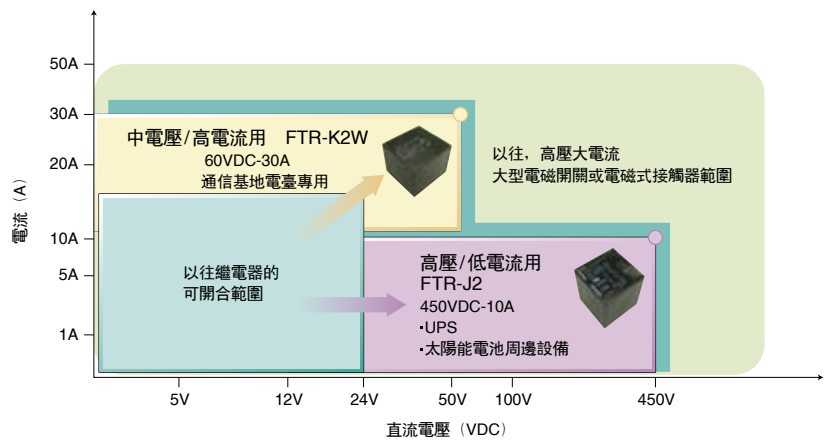 50A
30A
20A
10A
5A
1A
電流（A）
中電壓/高電流用 FTR-K2W
60VDC-30A
通信基地電臺專用
以往，高壓大電流
大型電磁開關或電磁式接觸器範圍
以往繼電器的
可開合範圍
高壓/低電流用
FTR-J2
450VDC-10A
·UPS
·太陽能電池周邊設備
5V
12V
24V
50V
100V
450V
直流電壓（VDC）